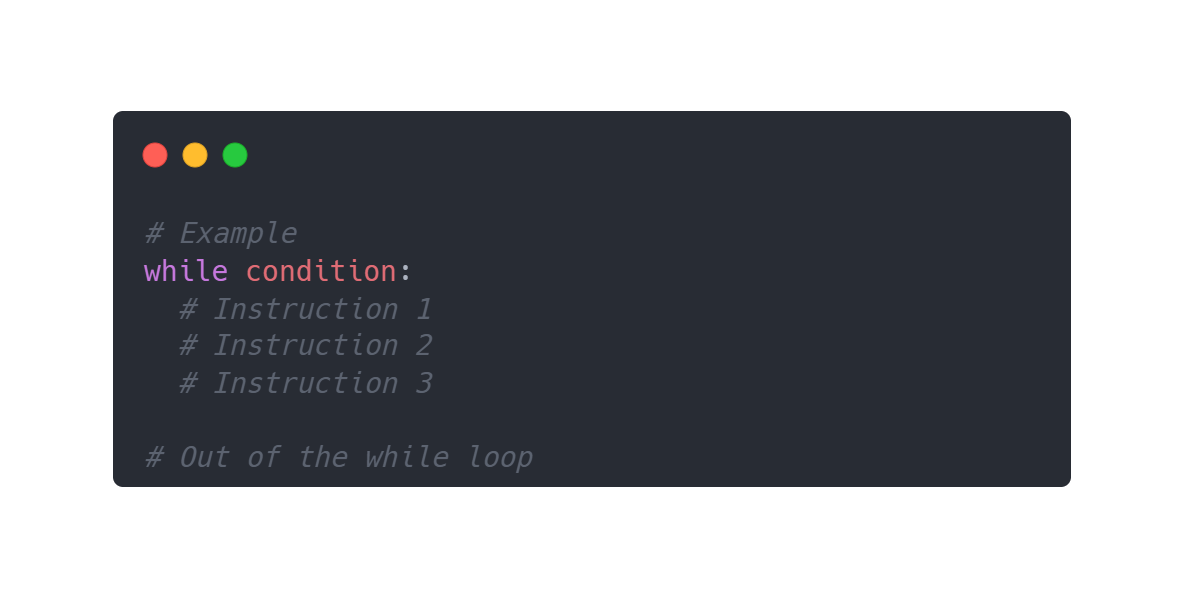 # Example
while condition:
  # Instruction 1
  # Instruction 2
  # Instruction 3

# Out of the while loop